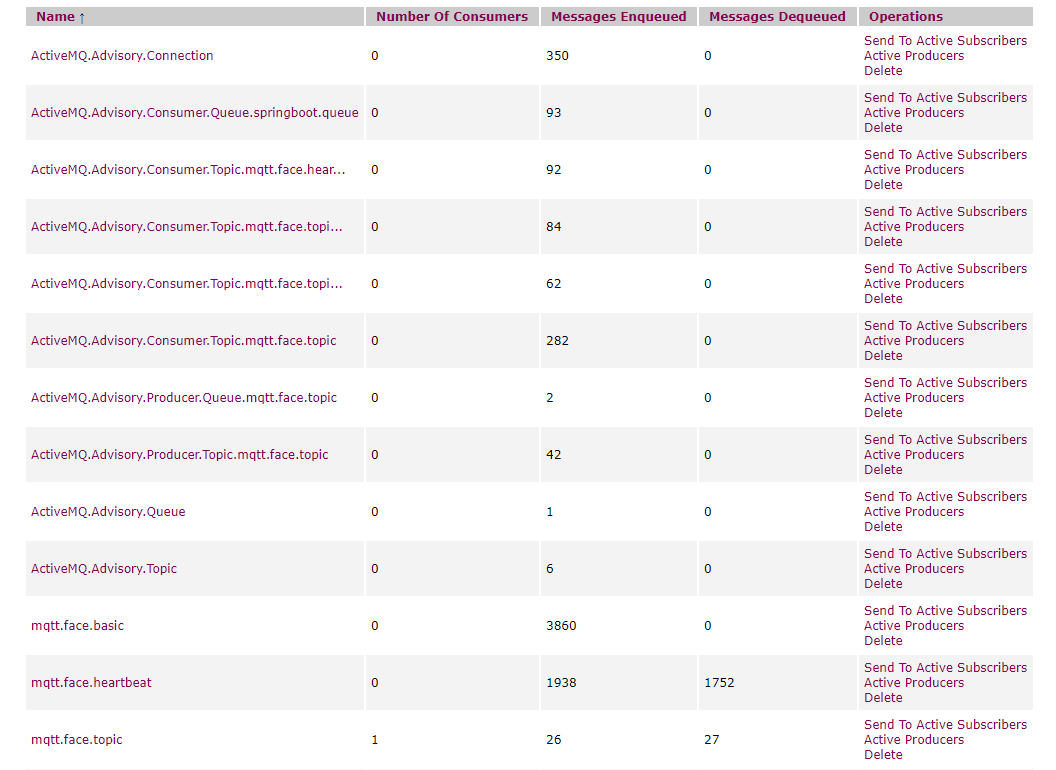 Name ↑ Number Of Consumers Messages Enqueued Messages Dequeued Operations
ActiveMQ.Advisory.Connection 0 350 0 Send To Active Subscribers
Active Producers
Delete
ActiveMQ.Advisory.Consumer.Queue.springboot.queue 0 93 0 Send To Active Subscribers
Active Producers
Delete
ActiveMQ.Advisory.Consumer.Topic.mqtt.face.hear... 0 92 0 Send To Active Subscribers
Active Producers
Delete
ActiveMQ.Advisory.Consumer.Topic.mqtt.face.topi... 0 84 0 Send To Active Subscribers
Active Producers
Delete
ActiveMQ.Advisory.Consumer.Topic.mqtt.face.topi... 0 62 0 Send To Active Subscribers
Active Producers
Delete
ActiveMQ.Advisory.Consumer.Topic.mqtt.face.topic 0 282 0 Send To Active Subscribers
Active Producers
Delete
ActiveMQ.Advisory.Producer.Queue.mqtt.face.topic 0 2 0 Send To Active Subscribers
Active Producers
Delete
ActiveMQ.Advisory.Producer.Topic.mqtt.face.topic 0 42 0 Send To Active Subscribers
Active Producers
Delete
ActiveMQ.Advisory.Queue 0 1 0 Send To Active Subscribers
Active Producers
Delete
ActiveMQ.Advisory.Topic 0 6 0 Send To Active Subscribers
Active Producers
Delete
mqtt.face.basic 0 3860 0 Send To Active Subscribers
Active Producers
Delete
mqtt.face.heartbeat 0 1938 1752 Send To Active Subscribers
Active Producers
Delete
mqtt.face.topic 1 26 27 Send To Active Subscribers
Active Producers
Delete